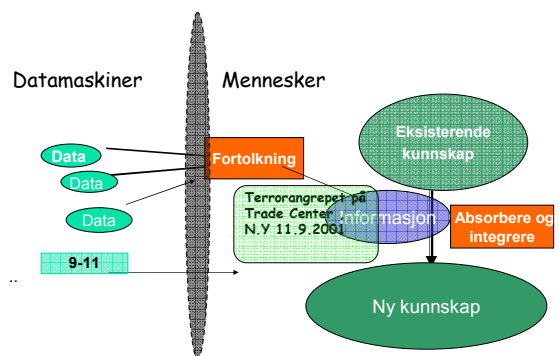 Datamaskiner
Mennesker
Data
Data
Data
9-11
..
Fortolkning
Terrorangrepet på
Trade Center
N.Y 11.9.2001
Informasjon
Eksisterende
kunnskap
Absorbere og
integrere
Ny kunnskap